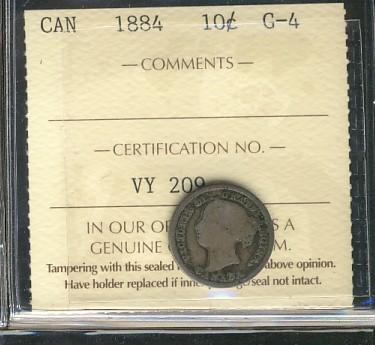 CAN 1884 10¢ G-4
— COMMENTS —
— CERTIFICATION NO. —
VY 209
IN OUR A
GENUINE
Tampering with this sealed above opinion.
Have holder replaced if seal not intact.
CANADA